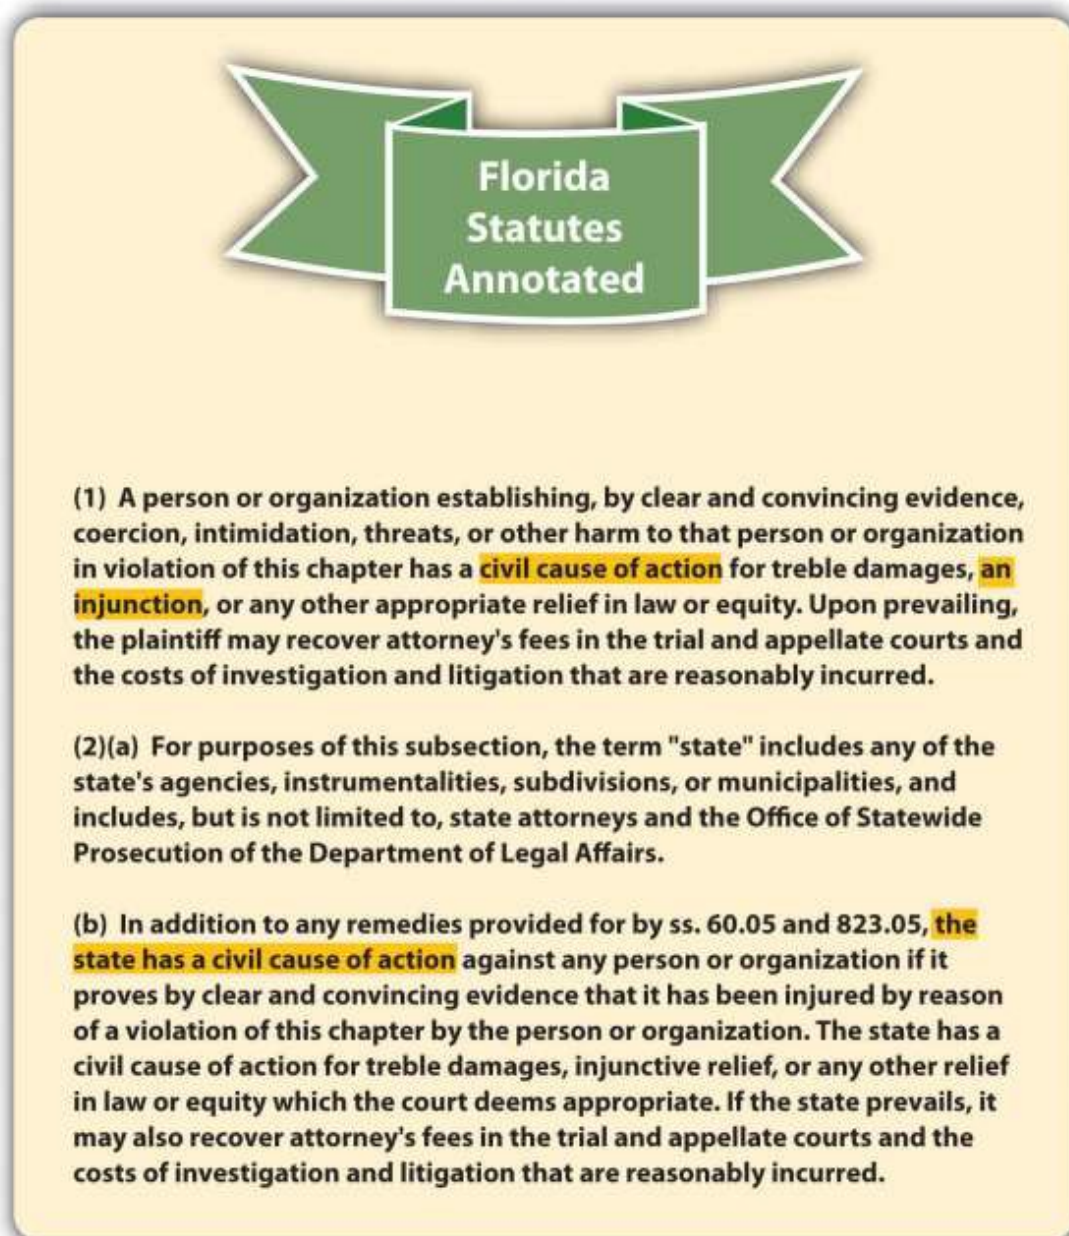 Florida
Statutes
Annotated
(1) A person or organization establishing, by clear and convincing evidence,
coercion, intimidation, threats, or other harm to that person or organization
in violation of this chapter has a civil cause of action for treble damages, an
injunction, or any other appropriate relief in law or equity. Upon prevailing,
the plaintiff may recover attorney's fees in the trial and appellate courts and
the costs of investigation and litigation that are reasonably incurred.
(2)(a) For purposes of this subsection, the term "state" includes any of the
state's agencies, instrumentalities, subdivisions, or municipalities, and
includes, but is not limited to, state attorneys and the Office of Statewide
Prosecution of the Department of Legal Affairs.
(b) In addition to any remedies provided for by ss. 60.05 and 823.05, the
state has a civil cause of action against any person or organization if it
proves by clear and convincing evidence that it has been injured by reason
of a violation of this chapter by the person or organization. The state has a
civil cause of action for treble damages, injunctive relief, or any other relief
in law or equity which the court deems appropriate. If the state prevails, it
may also recover attorney's fees in the trial and appellate courts and the
costs of investigation and litigation that are reasonably incurred.